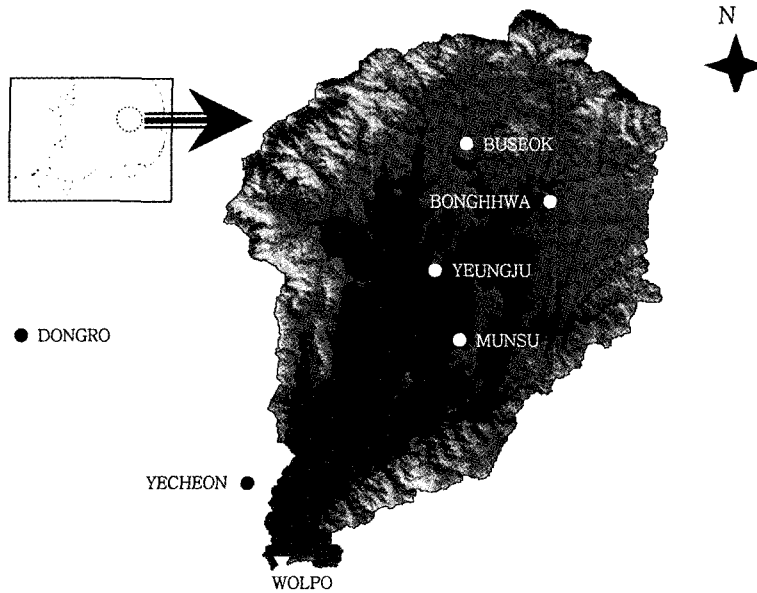 N
BUSEOK
BONGHHWA
YEUNGJU
DONGRO
MUNSU
YECHEON
WOLPO